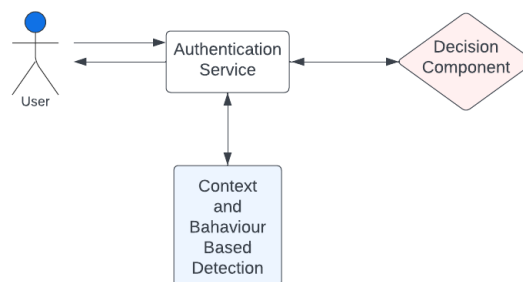 Authentication
Service
Decision
Component
User
Context
and
Bahaviour
Based
Detection